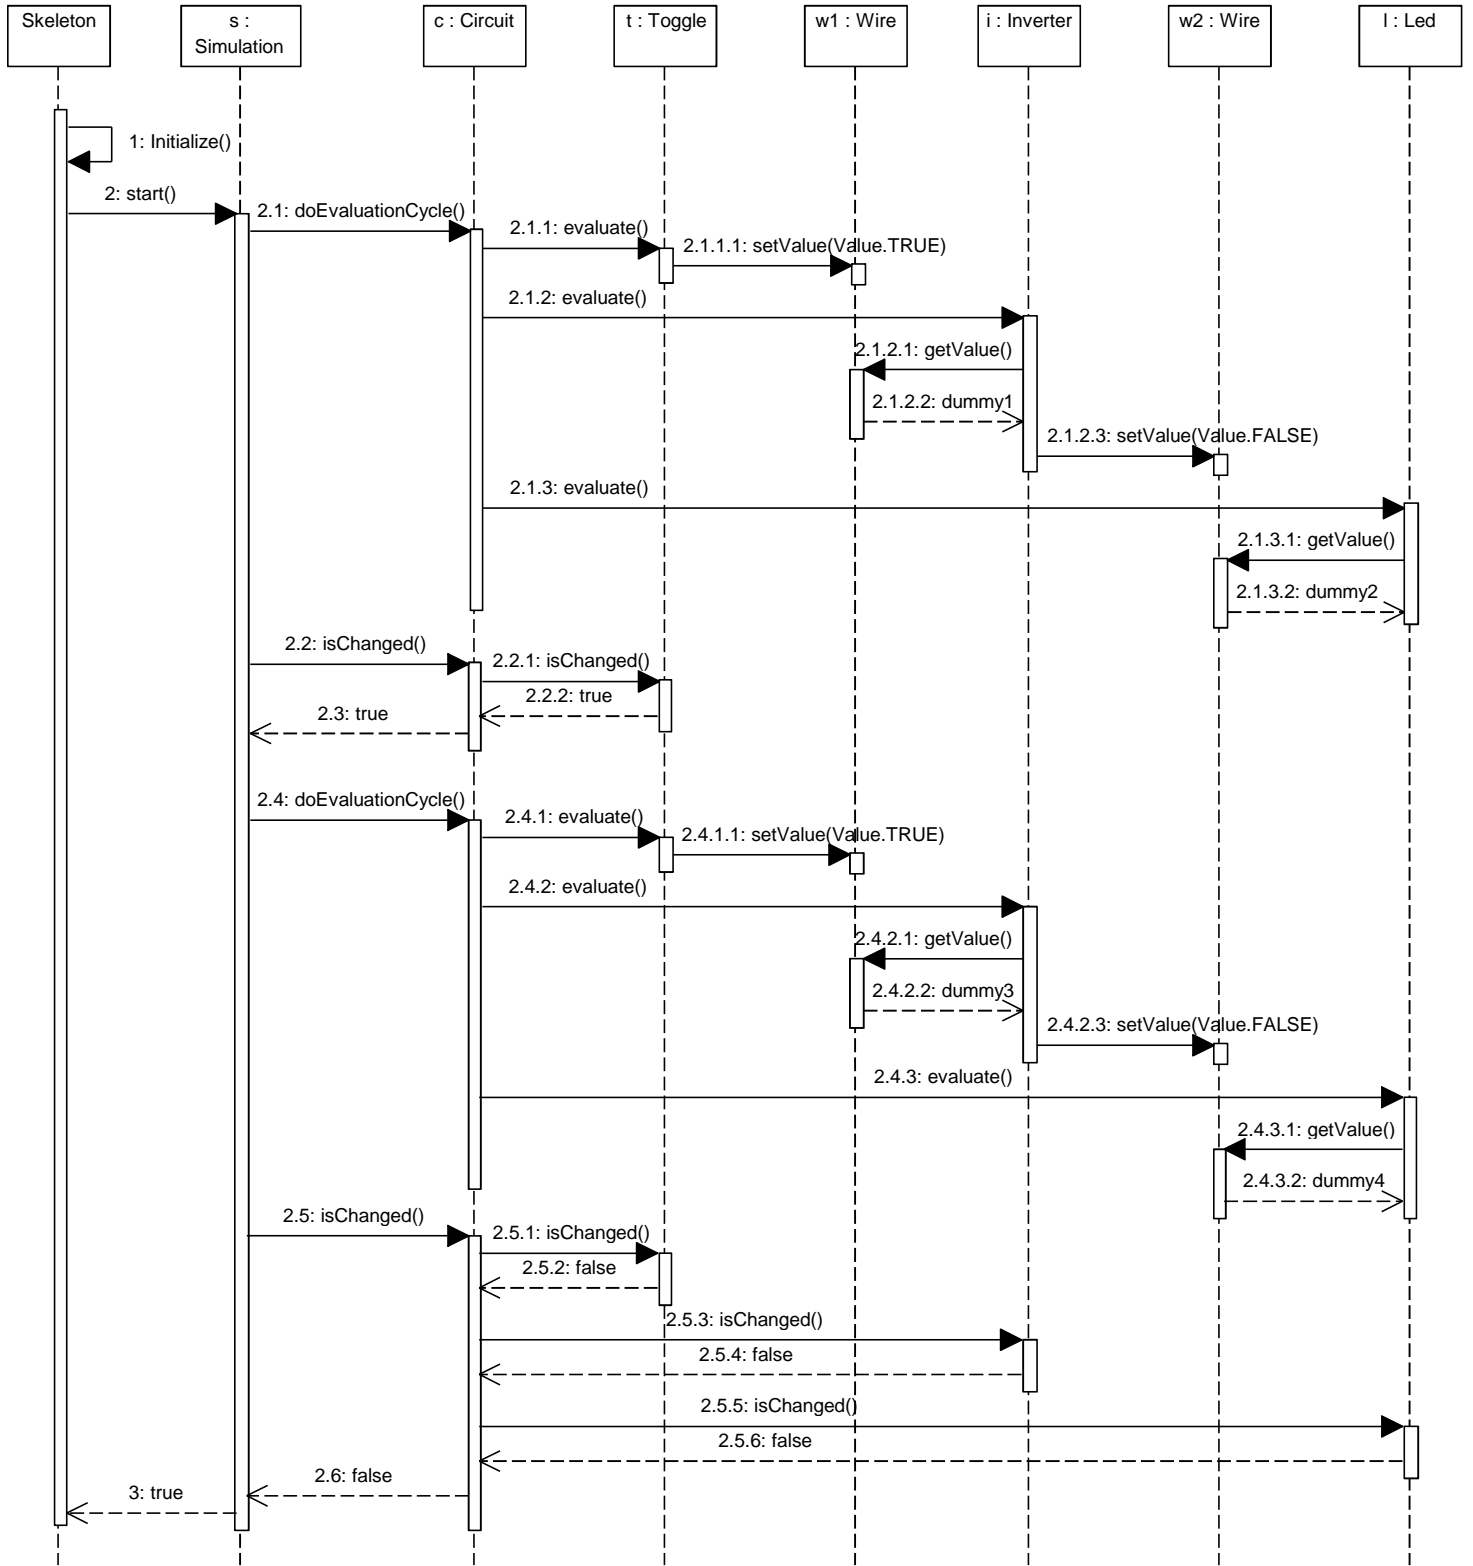 Skeleton
s :
Simulation
c : Circuit
t : Toggle
w1 : Wire
i : Inverter
w2 : Wire
l : Led
1: Initialize()
2: start()
2.1: doEvaluationCycle()
2.1.1: evaluate()
2.1.1.1: setValue(Value.TRUE)
2.1.2: evaluate()
2.1.2.1: getValue()
2.1.2.2: dummy1
2.1.2.3: setValue(Value.FALSE)
2.1.3: evaluate()
2.1.3.1: getValue()
2.1.3.2: dummy2
2.2: isChanged()
2.2.1: isChanged()
2.2.2: true
2.3: true
2.4: doEvaluationCycle()
2.4.1: evaluate()
2.4.1.1: setValue(Value.TRUE)
2.4.2: evaluate()
2.4.2.1: getValue()
2.4.2.2: dummy3
2.4.2.3: setValue(Value.FALSE)
2.4.3: evaluate()
2.4.3.1: getValue()
2.4.3.2: dummy4
2.5: isChanged()
2.5.1: isChanged()
2.5.2: false
2.5.3: isChanged()
2.5.4: false
2.5.5: isChanged()
2.5.6: false
2.6: false
3: true